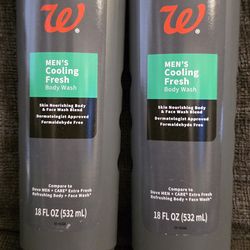 W
MEN'S
Cooling
Fresh
Body Wash
Skin Nourishing Body
& Face Wash Blend
Dermatologist Approved
Formaldehyde Free
Compare to
Dove MEN + CARE® Extra Fresh
Refreshing Body + Face Wash*
18 FL OZ (532 mL)
W
MEN'S
Cooling
Fresh
Body Wash
Skin Nourishing Body
& Face Wash Blend
Dermatologist Approved
Formaldehyde Free
Compare to
Dove MEN + CARE® Extra Fresh
Refreshing Body + Face Wash*
18 FL OZ (532 mL)